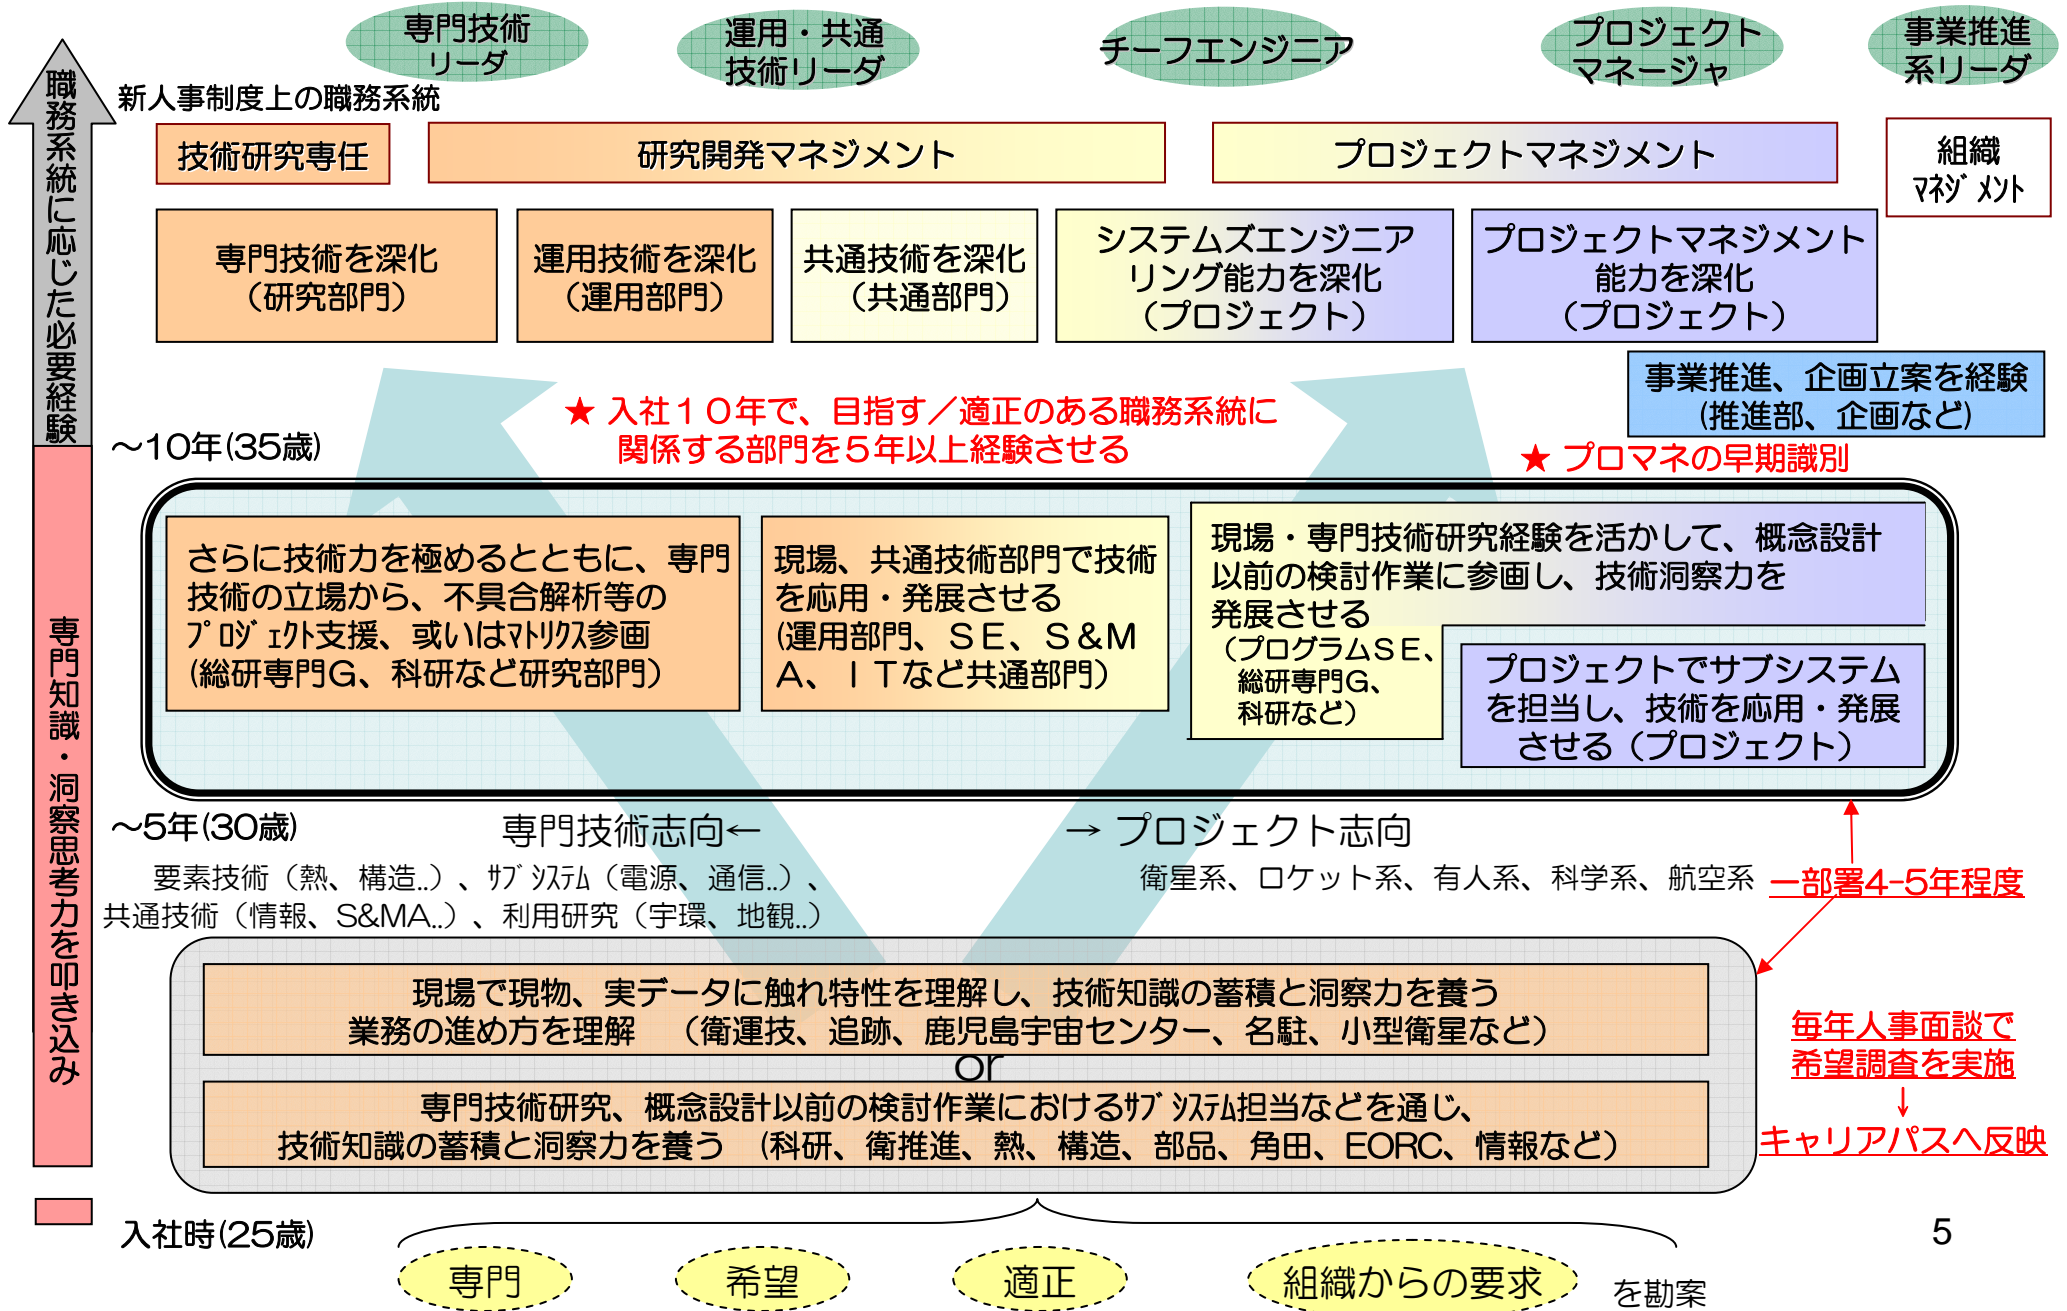 専門技術
リーダ
運用・共通
技術リーダ
チーフエンジニア
プロジェクト
マネージャ
事業推進
系リーダ
職務系統に応じた必要経験
新人事制度上の職務系統
技術研究専任
研究開発マネジメント
プロジェクトマネジメント
組織
ﾏﾈｼﾞﾒﾝﾄ
専門技術を深化
（研究部門）
運用技術を深化
（運用部門）
共通技術を深化
（共通部門）
システムズエンジニア
リング能力を深化
（プロジェクト）
プロジェクトマネジメント
能力を深化
（プロジェクト）
事業推進、企画立案を経験
(推進部、企画など)
★ 入社１０年で、目指す／適正のある職務系統に
関係する部門を５年以上経験させる
～10年(35歳)
★ プロマネの早期識別
さらに技術力を極めるとともに、専門
技術の立場から、不具合解析等の
ﾌﾟﾛｼﾞｪｸﾄ支援、或いはﾏﾄﾘｸｽ参画
(総研専門Ｇ、科研など研究部門）
現場、共通技術部門で技術
を応用・発展させる
(運用部門、ＳＥ、Ｓ＆Ｍ
Ａ、ＩＴなど共通部門）
現場・専門技術研究経験を活かして、概念設計
以前の検討作業に参画し、技術洞察力を
発展させる
（プログラムＳＥ、
総研専門Ｇ、
科研など）
プロジェクトでサブシステム
を担当し、技術を応用・発展
させる（プロジェクト）
専門知識・洞察思考力を叩き込み
～5年(30歳)
専門技術志向←
→ プロジェクト志向
要素技術（熱、構造..）、ｻﾌﾞｼｽﾃﾑ（電源、通信..）、
共通技術（情報、S&MA..）、利用研究（宇環、地観..）
衛星系、ロケット系、有人系、科学系、航空系
一部署4-5年程度
現場で現物、実データに触れ特性を理解し、技術知識の蓄積と洞察力を養う
業務の進め方を理解　（衛運技、追跡、鹿児島宇宙センター、名駐、小型衛星など）
or
専門技術研究、概念設計以前の検討作業におけるｻﾌﾞｼｽﾃﾑ担当などを通じ、
技術知識の蓄積と洞察力を養う　(科研、衛推進、熱、構造、部品、角田、EORC、情報など）
毎年人事面談で
希望調査を実施
↓
キャリアパスへ反映
入社時(25歳)
専門
希望
適正
組織からの要求
を勘案
5